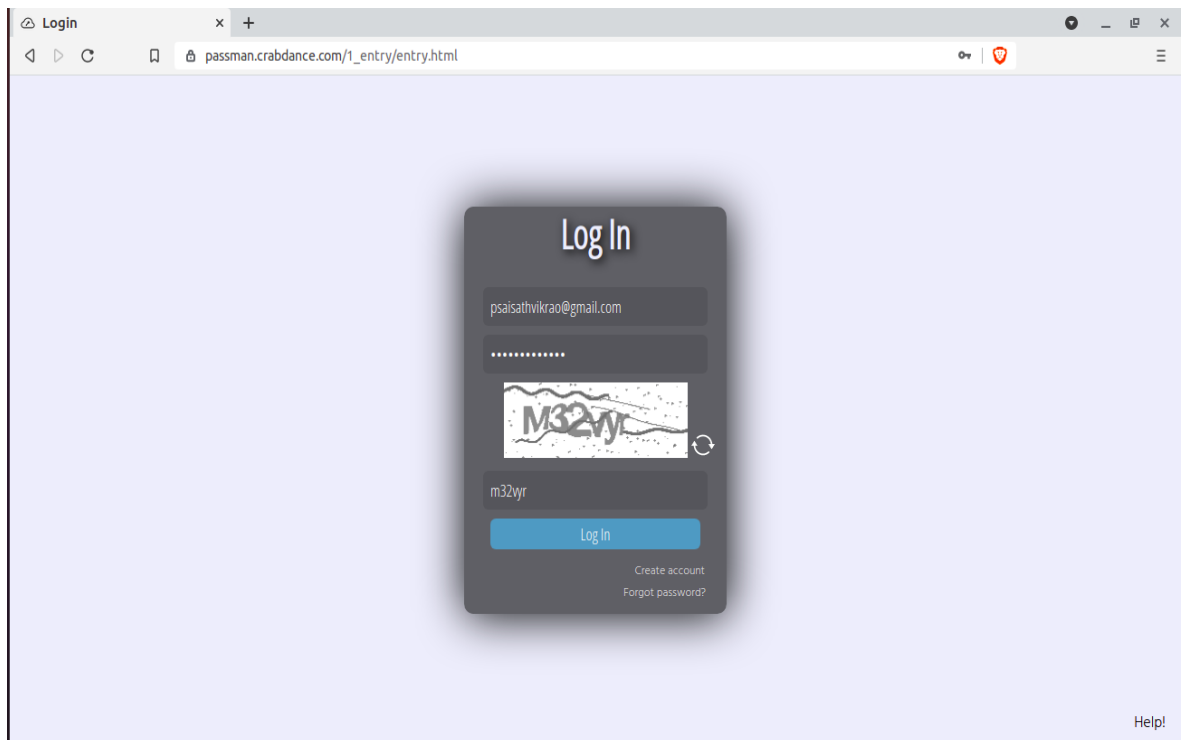 Login
passman.crabdance.com/1_entry/entry.html
Log In
psaisathvikrao@gmail.com
•••••••••••••
M32vyr
m32vyr
Log In
Create account
Forgot password?
Help!